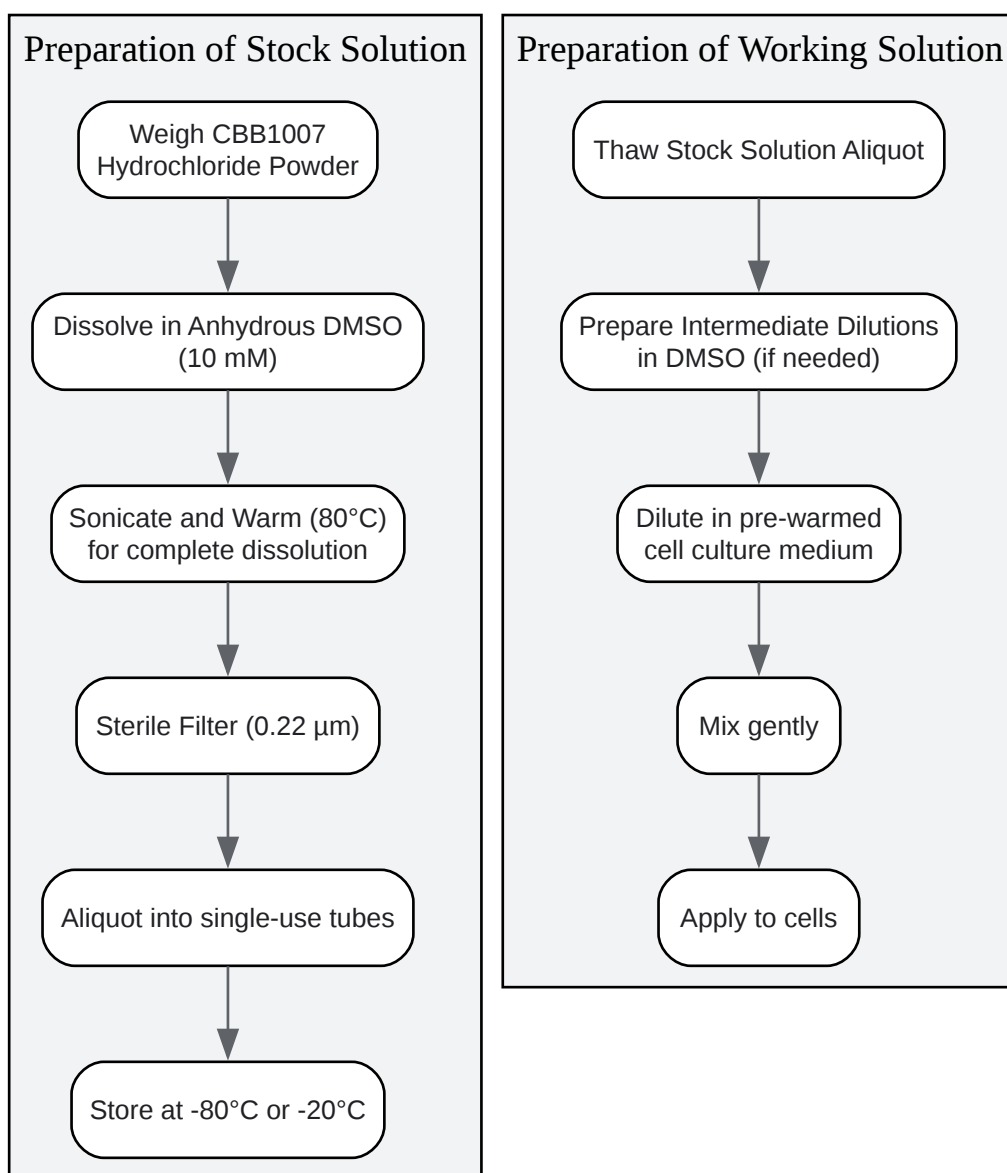 Preparation of Stock Solution
Weigh CBB1007
Hydrochloride Powder
Dissolve in Anhydrous DMSO
(10 mM)
Sonicate and Warm (80°C)
for complete dissolution
Sterile Filter (0.22 µm)
Aliquot into single-use tubes
Store at -80°C or -20°C
Preparation of Working Solution
Thaw Stock Solution Aliquot
Prepare Intermediate Dilutions
in DMSO (if needed)
Dilute in pre-warmed
cell culture medium
Mix gently
Apply to cells